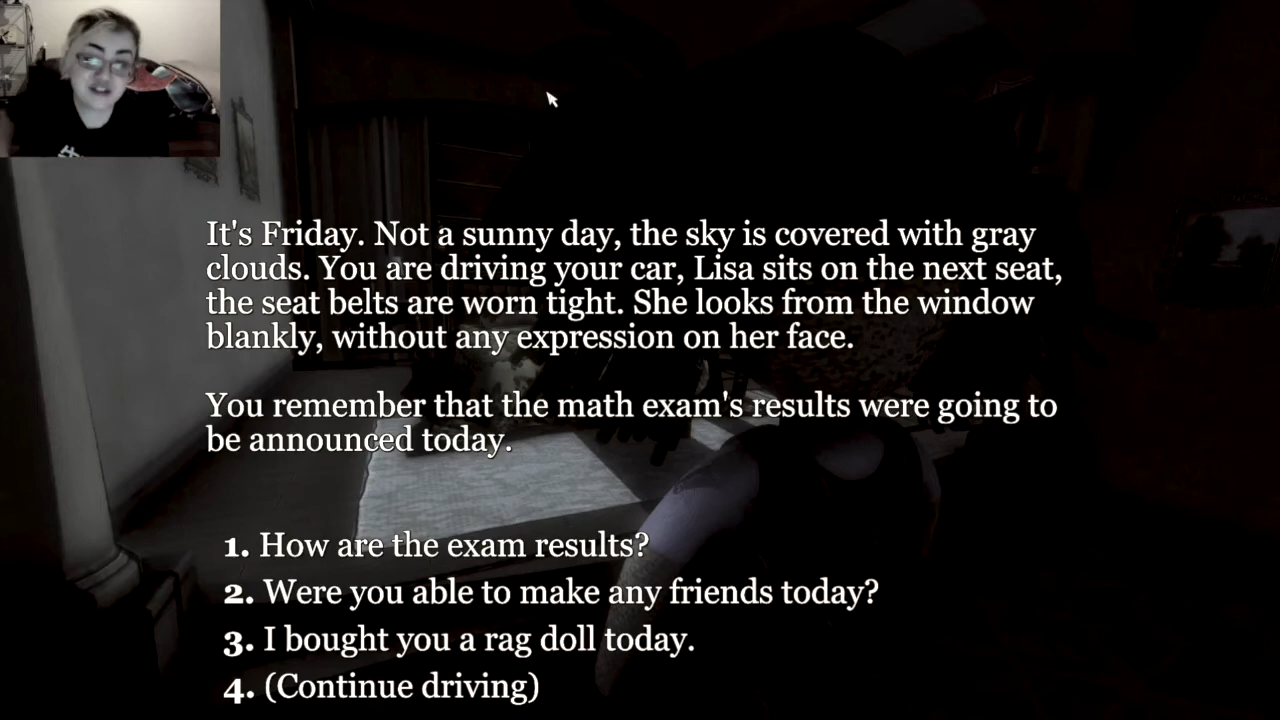 It's Friday. Not a sunny day, the sky is covered with gray
clouds. You are driving your car, Lisa sits on the next seat,
the seat belts are worn tight. She looks from the window
blankly, without any expression on her face.
You remember that the math exam's results were going to
be announced today.
1. How are the exam results?
2. Were you able to make any friends today?
3. I bought you a rag doll today.
4. (Continue driving)